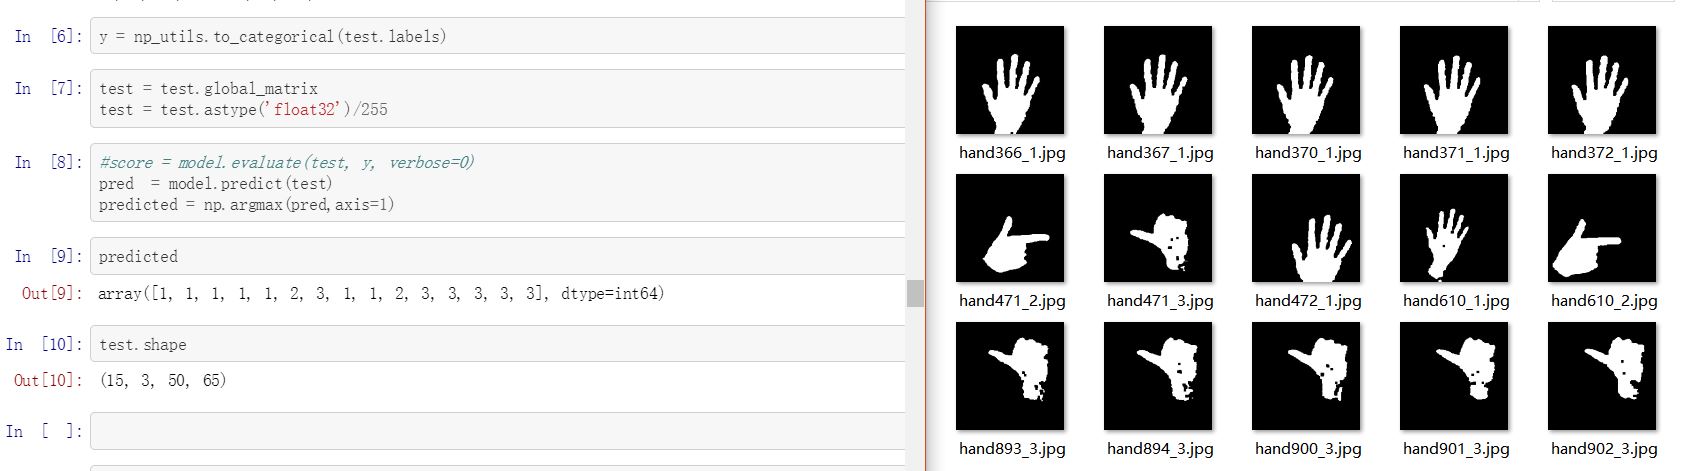 In [6]: y = np_utils.to_categorical(test.labels)
In [7]: test = test.global_matrix
test = test.astype('float32')/255
In [8]: #score = model.evaluate(test, y, verbose=0)
pred = model.predict(test)
predicted = np.argmax(pred,axis=1)
In [9]: predicted
Out[9]: array([1, 1, 1, 1, 1, 2, 3, 1, 1, 2, 3, 3, 3, 3, 3], dtype=int64)
In [10]: test.shape
Out[10]: (15, 3, 50, 65)
In [ ]:
hand366_1.jpg hand367_1.jpg hand370_1.jpg hand371_1.jpg hand372_1.jpg
hand471_2.jpg hand471_3.jpg hand472_1.jpg hand610_1.jpg hand610_2.jpg
hand893_3.jpg hand894_3.jpg hand900_3.jpg hand901_3.jpg hand902_3.jpg